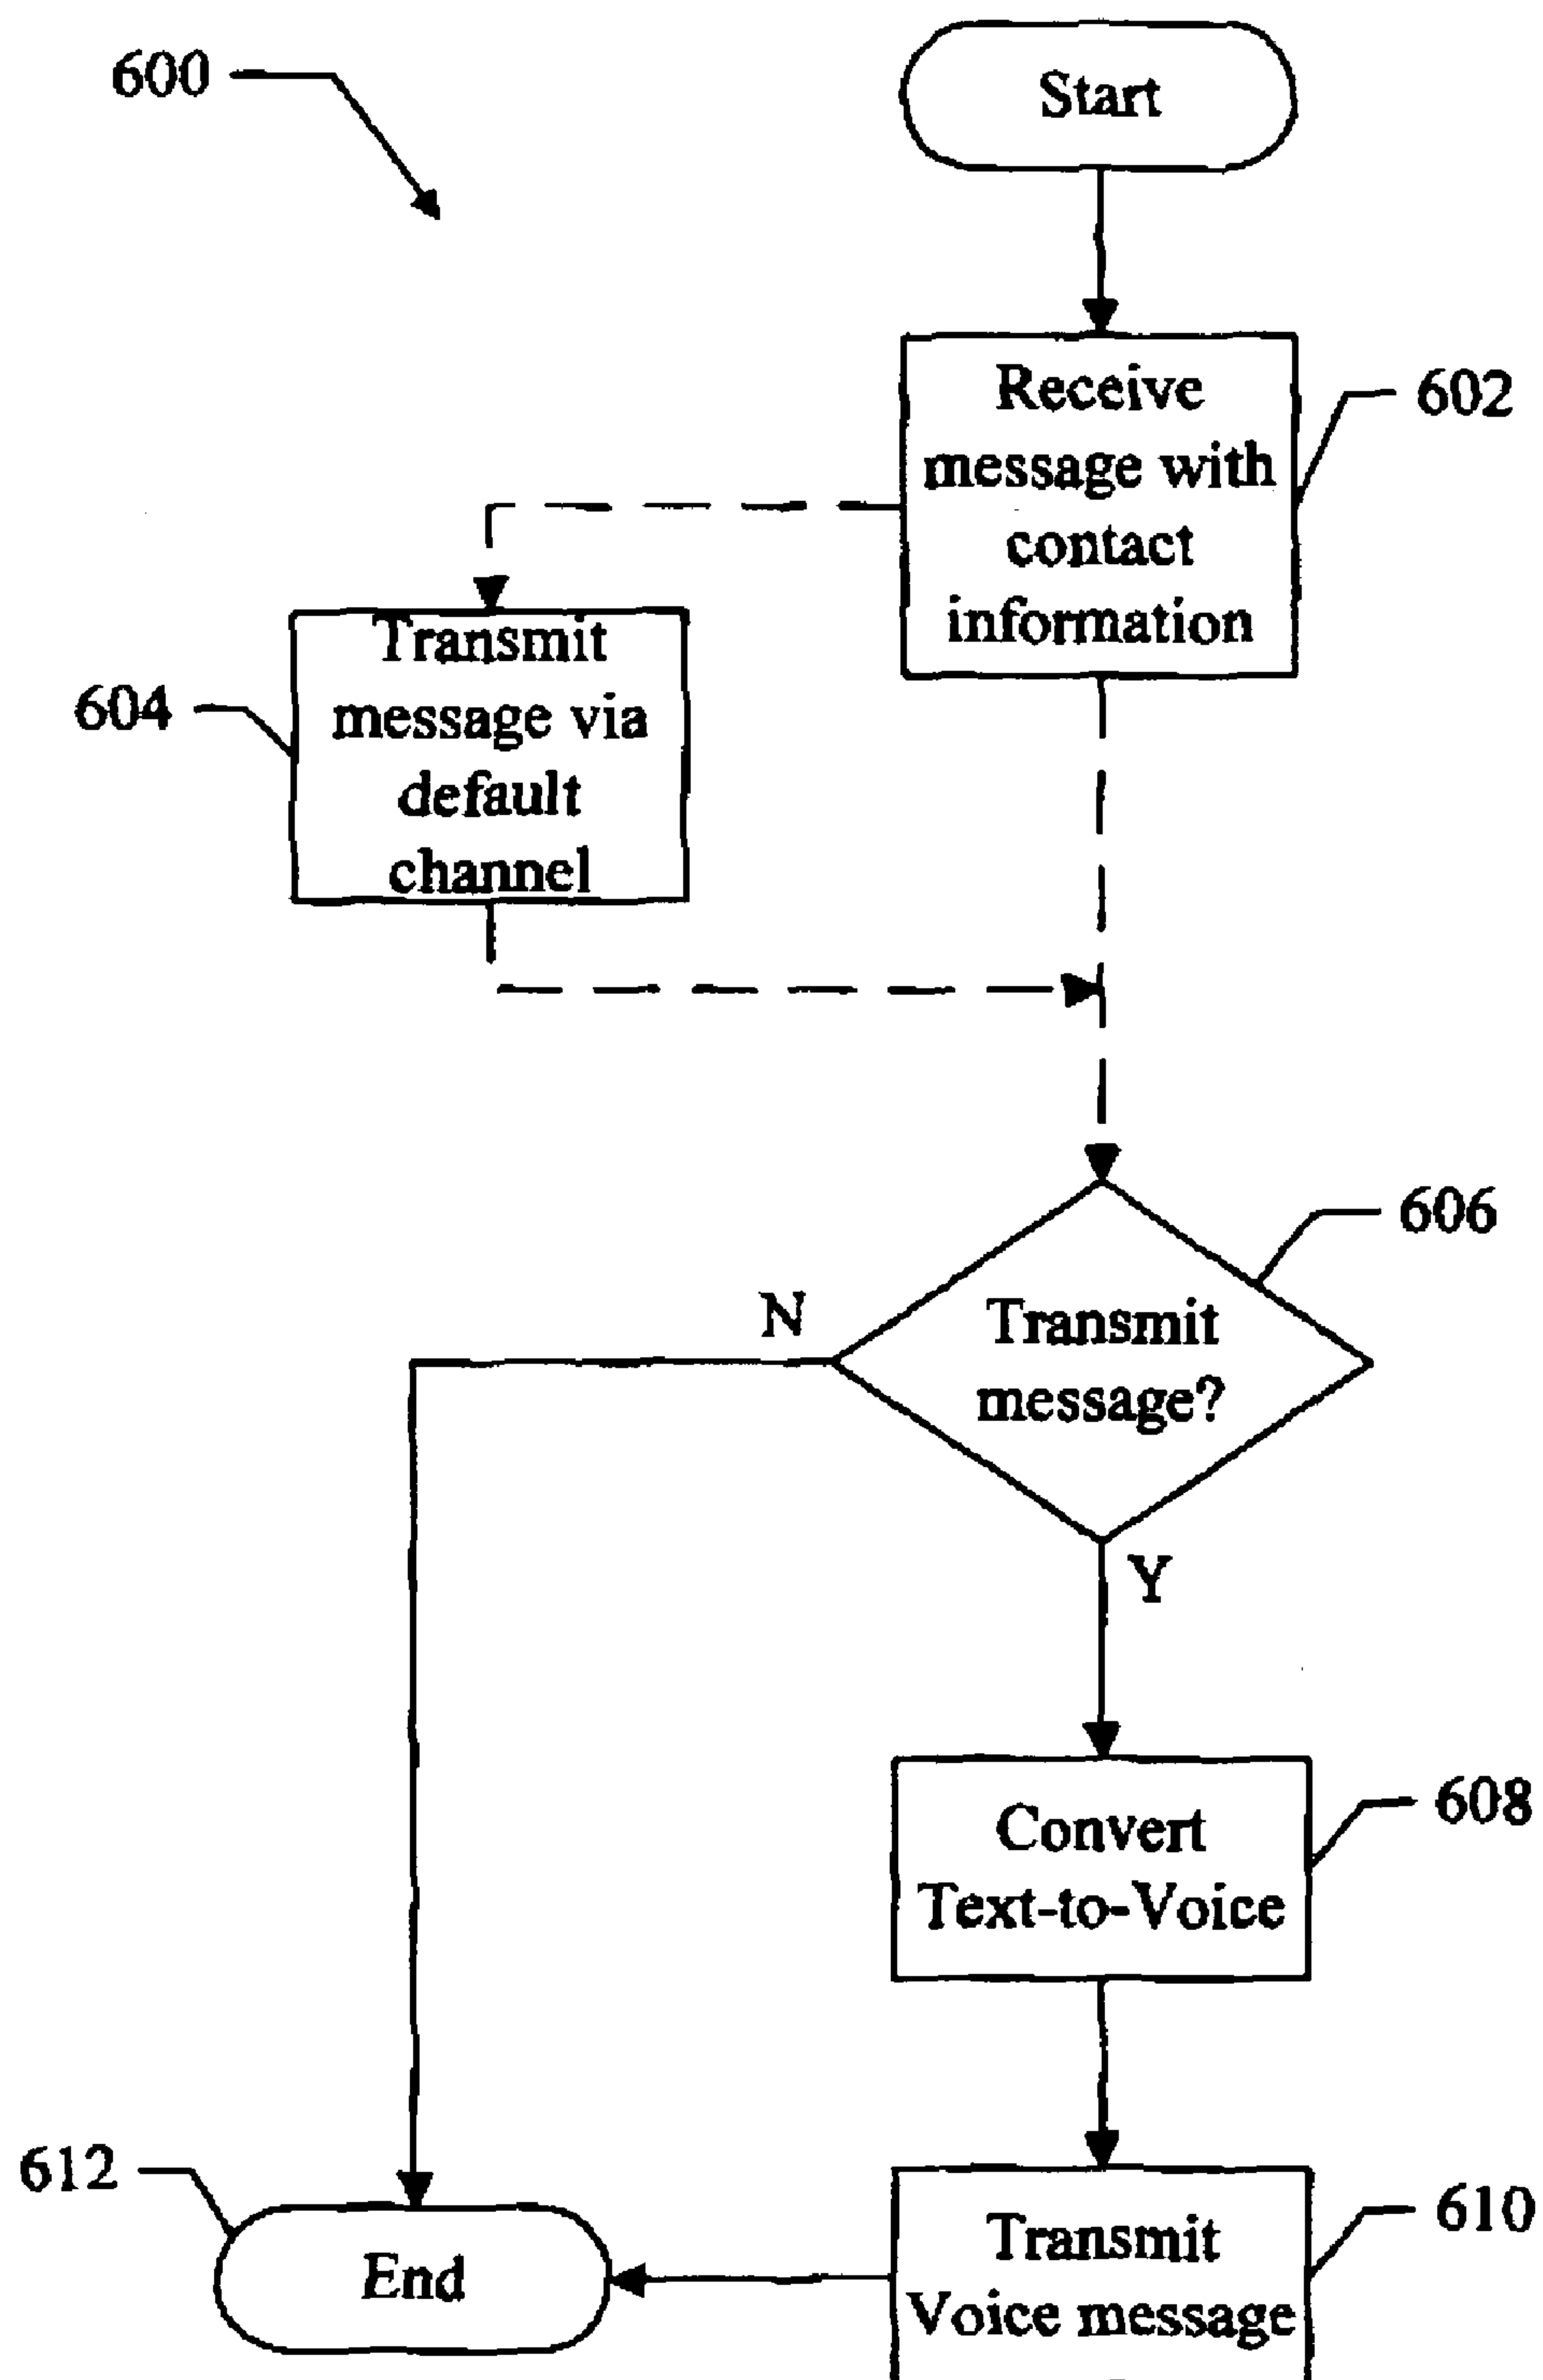 600
Start
Receive
message with
contact
information
602
Transmit
message via
default
channel
604
606
Transmit
message?
N
Y
Convert
Text-to-Voice
608
612
End
Transmit
Voice message
610